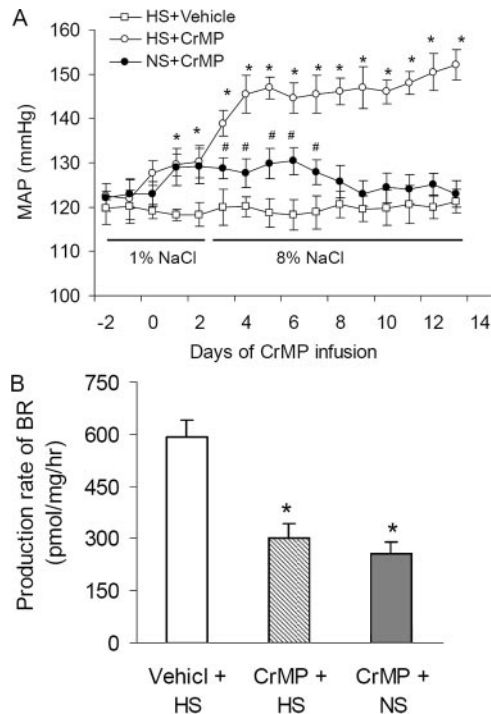 A
HS+Vehicle
HS+CrMP
NS+CrMP
160
150
140
130
120
110
100
MAP (mmHg)
* * * * * * * * * * * *
# # # # #
1% NaCl 8% NaCl
-2 0 2 4 6 8 10 12 14
Days of CrMP infusion
B
750
600
450
300
150
0
Production rate of BR
(pmol/mg/hr)
* *
Vehicl + CrMP + CrMP +
HS HS NS